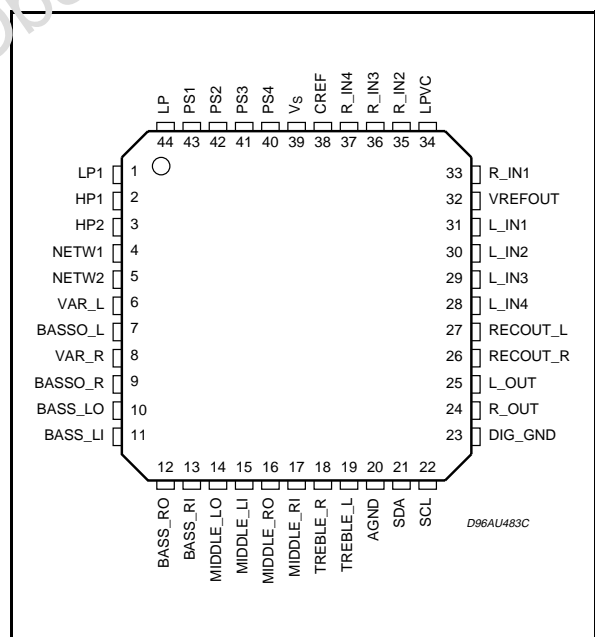 LP PS1 PS2 PS3 PS4 Vs CREF R_IN4 R_IN3 R_IN2 LPVC
44 43 42 41 40 39 38 37 36 35 34
LP1 1 33 R_IN1
HP1 2 32 VREFOUT
HP2 3 31 L_IN1
NETW1 4 30 L_IN2
NETW2 5 29 L_IN3
VAR_L 6 28 L_IN4
BASSO_L 7 27 RECOUT_L
VAR_R 8 26 RECOUT_R
BASSO_R 9 25 L_OUT
BASS_LO 10 24 R_OUT
BASS_LI 11 23 DIG_GND
12 13 14 15 16 17 18 19 20 21 22
BASS_RO BASS_RI MIDDLE_LO MIDDLE_LI MIDDLE_RO MIDDLE_RI TREBLE_R TREBLE_L AGND SDA SCL
D96AU483C